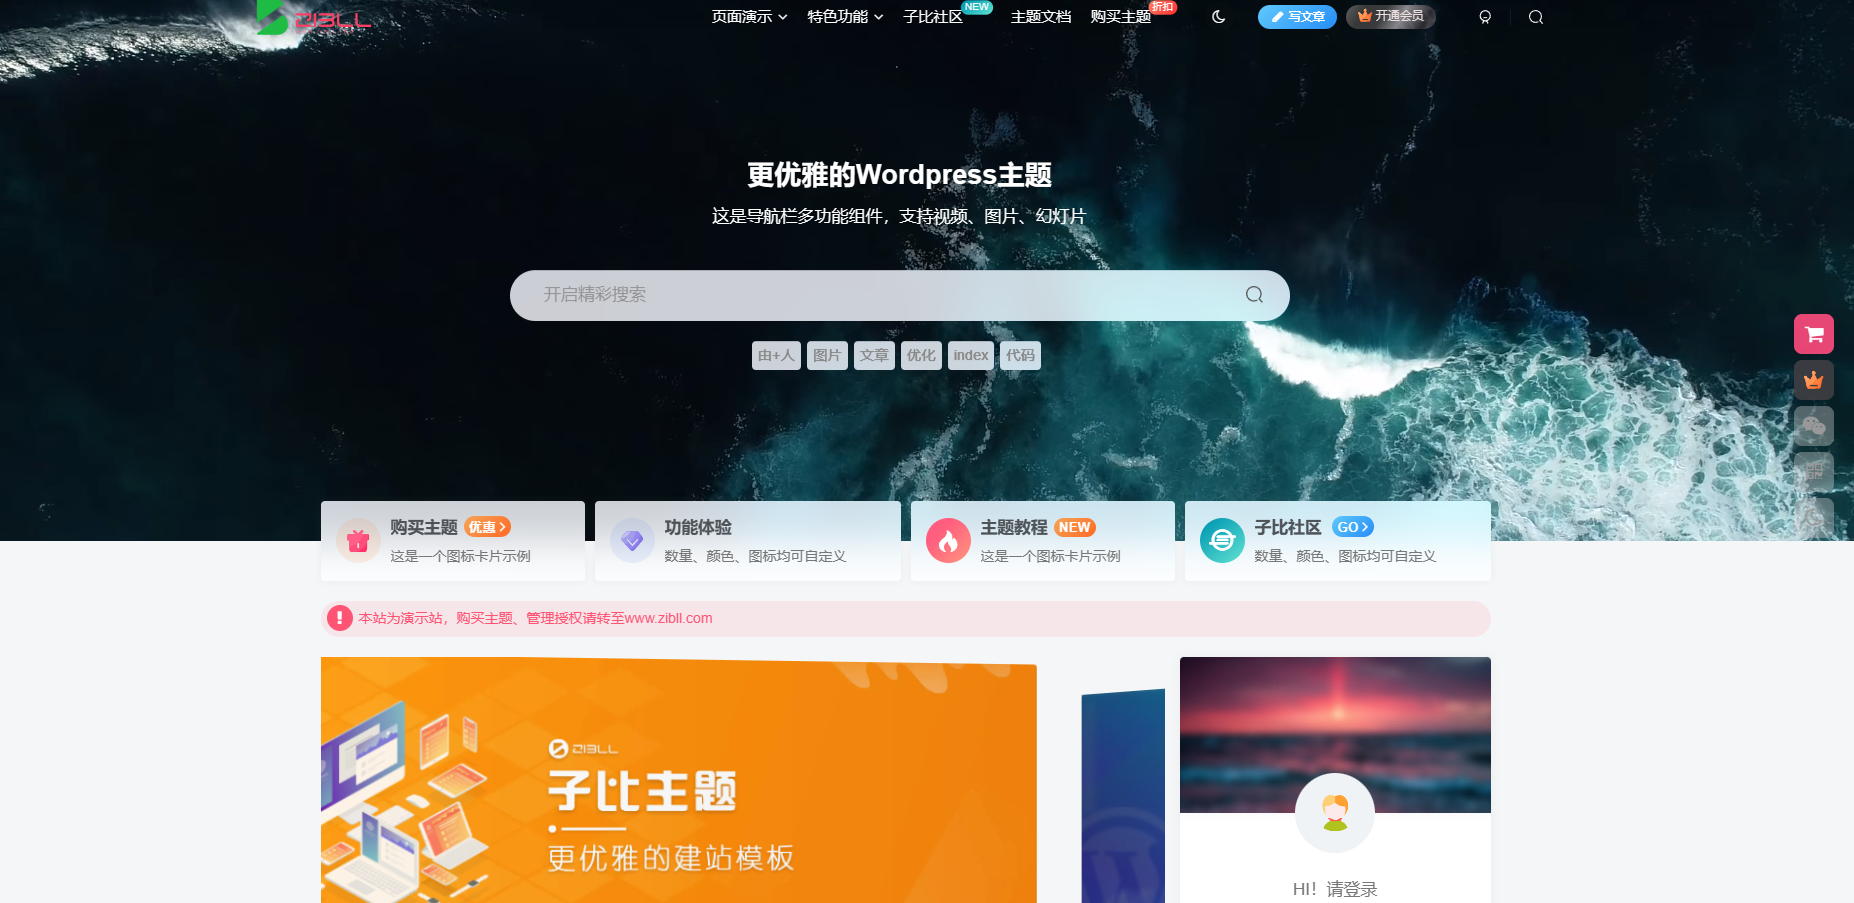 ZIBLL 页面演示 特色功能 子比社区 NEW 主题文档 购买主题 折扣 写文章 开通会员
更优雅的Wordpress主题
这是导航栏多功能组件，支持视频、图片、幻灯片
开启精彩搜索
由+人 图片 文章 优化 index 代码
购买主题 优惠
这是一个图标卡片示例
功能体验
数量、颜色、图标均可自定义
主题教程 NEW
这是一个图标卡片示例
子比社区 GO
数量、颜色、图标均可自定义
本站为演示站，购买主题、管理授权请转至www.zibll.com
ZIBLL
子比主题
更优雅的建站模板
HI！请登录